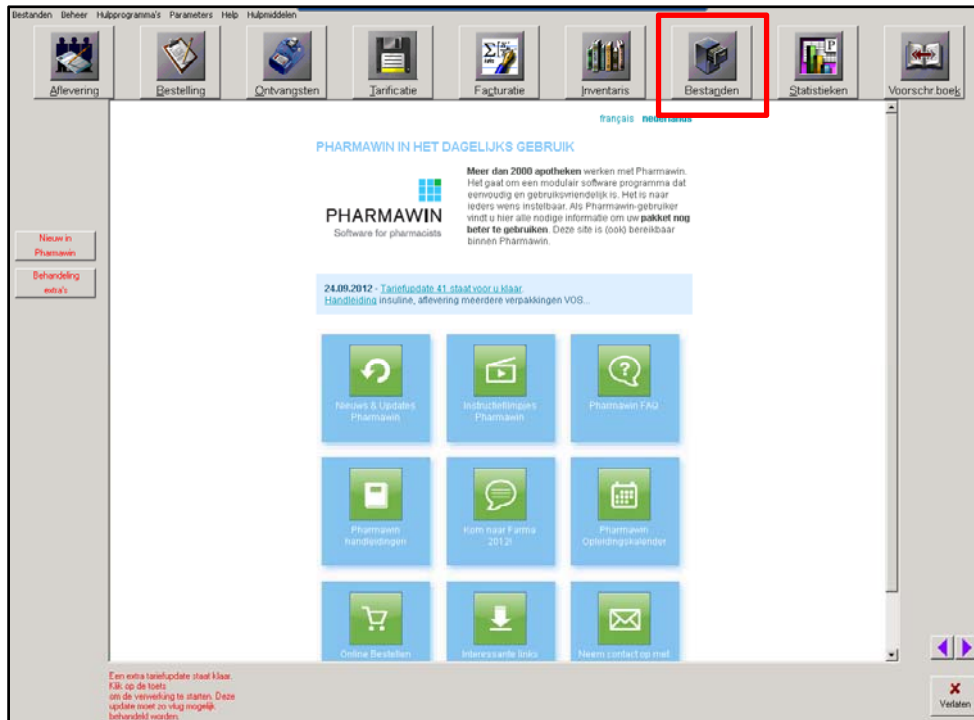 Bestanden Beheer Hulpprogramma's Parameters Help Hulpmiddelen
Aflevering Bestelling Ontvangsten Tarificatie Facturatie Inventaris Bestanden Statistieken Voorschr.boek
français nederlands
PHARMAWIN IN HET DAGELIJKS GEBRUIK
PHARMAWIN
Software for pharmacists
Meer dan 2000 apotheken werken met Pharmawin.
Het gaat om een modulair software programma dat
eenvoudig en gebruiksvriendelijk is. Het is naar
ieders wens instelbaar. Als Pharmawin-gebruiker
vindt u hier alle nodige informatie om uw pakket nog
beter te gebruiken. Deze site is (ook) bereikbaar
binnen Pharmawin.
Nieuw in
Pharmawin
Behandeling
extra's
24.09.2012 - Tariefupdate 41 staat voor u klaar.
Handleiding insuline, aflevering meerdere verpakkingen VOS...
Nieuws & Updates
Pharmawin
Instructiefilmpjes
Pharmawin
Pharmawin FAQ
Pharmawin
handleidingen
Kom naar Farma
2012!
Pharmawin
Opleidingskalender
Online Bestellen
Interessante links
Neem contact op met
Een extra tariefupdate staat klaar.
Klik op de toets
om de verwerking te starten. Deze
update moet zo vlug mogelijk
behandeld worden.
Verlaten